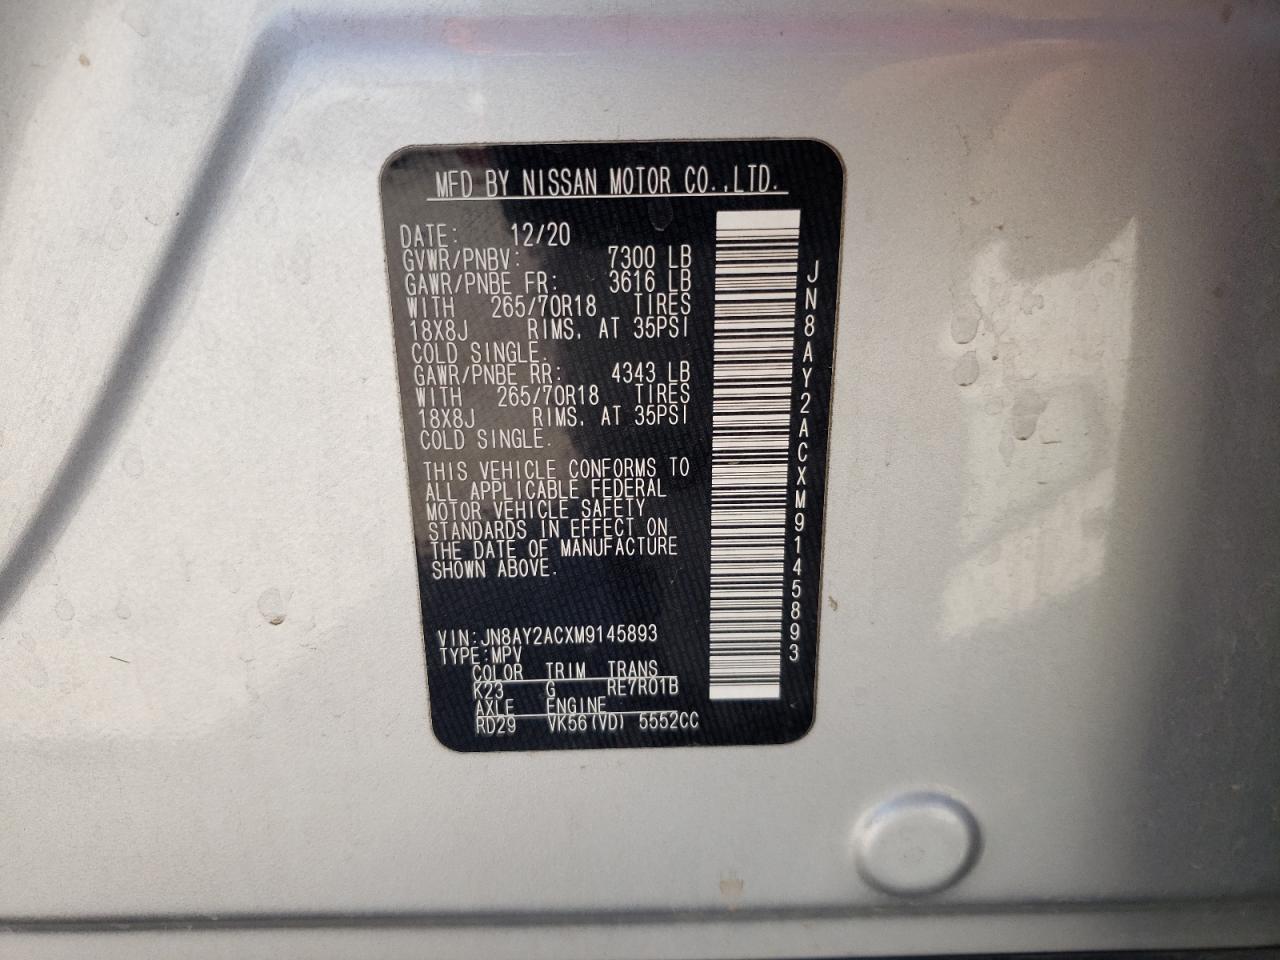 MFD BY NISSAN MOTOR CO.,LTD.
DATE: 12/20
GVWR/PNBV: 7300 LB
GAWR/PNBE FR: 3616 LB
WITH 265/70R18 TIRES
18X8J RIMS, AT 35PSI
COLD SINGLE.
GAWR/PNBE RR: 4343 LB
WITH 265/70R18 TIRES
18X8J RIMS, AT 35PSI
COLD SINGLE.
THIS VEHICLE CONFORMS TO
ALL APPLICABLE FEDERAL
MOTOR VEHICLE SAFETY
STANDARDS IN EFFECT ON
THE DATE OF MANUFACTURE
SHOWN ABOVE.
VIN:JN8AY2ACXM9145893
TYPE:MPV
COLOR TRIM TRANS
K23 G RE7R01B
AXLE ENGINE
RD29 VK56(VD) 5552CC
JN8AY2ACXM9145893